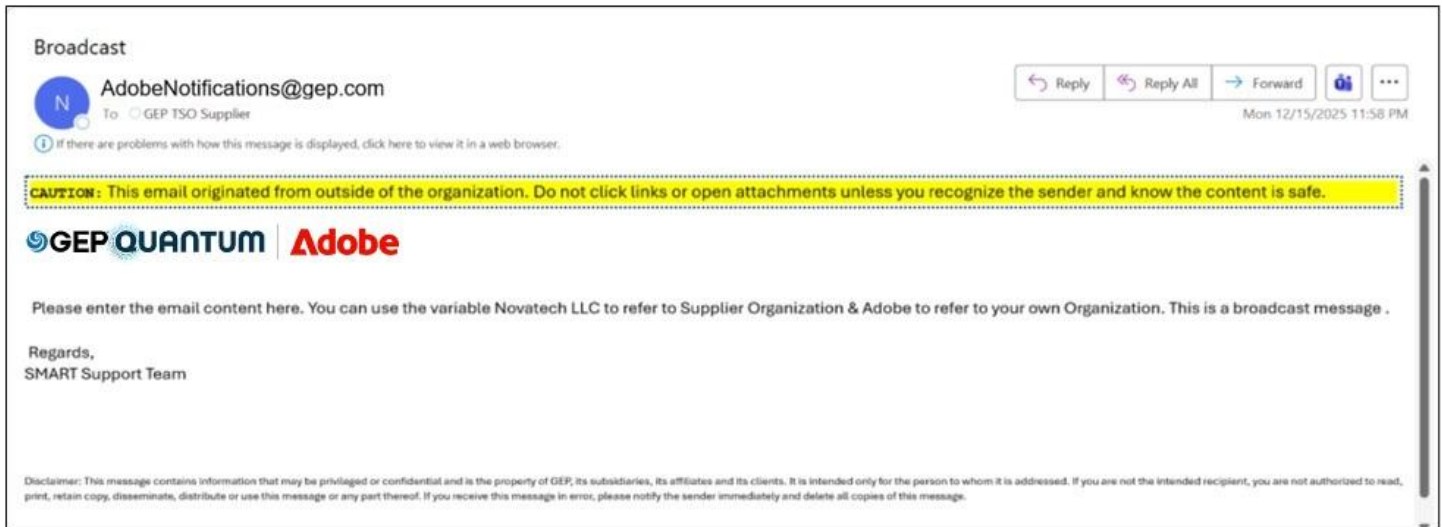 Broadcast
N
AdobeNotifications@gep.com
Reply
Reply All
Forward
To GEP TSO Supplier
Mon 12/15/2025 11:58 PM
If there are problems with how this message is displayed, click here to view it in a web browser.
CAUTION: This email originated from outside of the organization. Do not click links or open attachments unless you recognize the sender and know the content is safe.
GEP QUANTUM | Adobe
Please enter the email content here. You can use the variable Novatech LLC to refer to Supplier Organization & Adobe to refer to your own Organization. This is a broadcast message .
Regards,
SMART Support Team
Disclaimer: This message contains information that may be privileged or confidential and is the property of GEP, its subsidiaries, its affiliates and its clients. It is intended only for the person to whom it is addressed. If you are not the intended recipient, you are not authorized to read,
print, retain copy, disseminate, distribute or use this message or any part thereof. If you receive this message in error, please notify the sender immediately and delete all copies of this message.